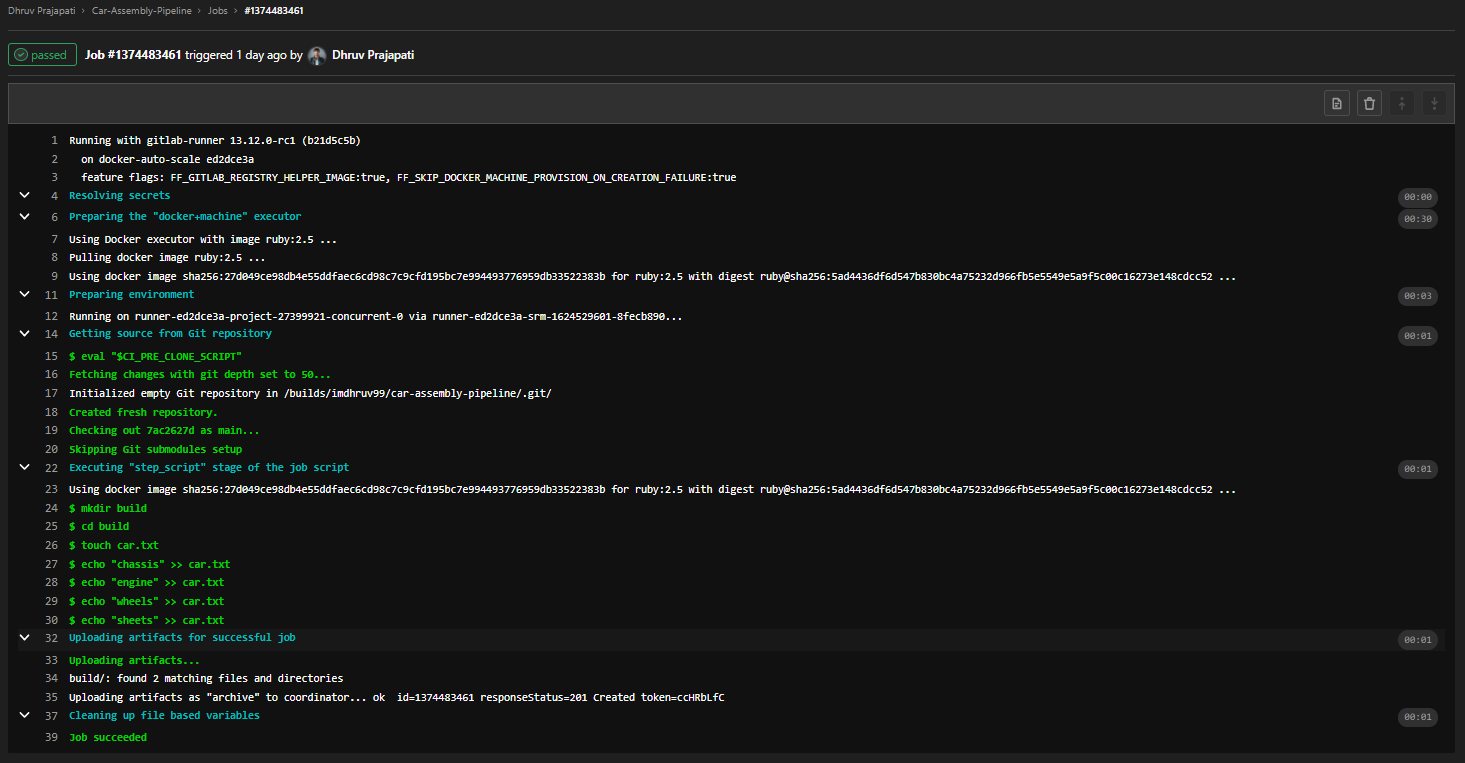 Dhruv Prajapati › Car-Assembly-Pipeline › Jobs › #1374483461
passed Job #1374483461 triggered 1 day ago by Dhruv Prajapati
1 Running with gitlab-runner 13.12.0-rc1 (b21d5c5b)
2 on docker-auto-scale ed2dce3a
3 feature flags: FF_GITLAB_REGISTRY_HELPER_IMAGE:true, FF_SKIP_DOCKER_MACHINE_PROVISION_ON_CREATION_FAILURE:true
4 Resolving secrets 00:00
6 Preparing the "docker+machine" executor 00:30
7 Using Docker executor with image ruby:2.5 ...
8 Pulling docker image ruby:2.5 ...
9 Using docker image sha256:27d049ce98db4e55ddfaec6cd98c7c9cfd195bc7e994493776959db33522383b for ruby:2.5 with digest ruby@sha256:5ad4436df6d547b830bc4a75232d966fb5e5549e5a9f5c00c16273e148cdcc52 ...
11 Preparing environment 00:03
12 Running on runner-ed2dce3a-project-27399921-concurrent-0 via runner-ed2dce3a-srm-1624529601-8fecb890...
14 Getting source from Git repository 00:01
15 $ eval "$CI_PRE_CLONE_SCRIPT"
16 Fetching changes with git depth set to 50...
17 Initialized empty Git repository in /builds/imdhruv99/car-assembly-pipeline/.git/
18 Created fresh repository.
19 Checking out 7ac2627d as main...
20 Skipping Git submodules setup
22 Executing "step_script" stage of the job script 00:01
23 Using docker image sha256:27d049ce98db4e55ddfaec6cd98c7c9cfd195bc7e994493776959db33522383b for ruby:2.5 with digest ruby@sha256:5ad4436df6d547b830bc4a75232d966fb5e5549e5a9f5c00c16273e148cdcc52 ...
24 $ mkdir build
25 $ cd build
26 $ touch car.txt
27 $ echo "chassis" >> car.txt
28 $ echo "engine" >> car.txt
29 $ echo "wheels" >> car.txt
30 $ echo "sheets" >> car.txt
32 Uploading artifacts for successful job 00:01
33 Uploading artifacts...
34 build/: found 2 matching files and directories
35 Uploading artifacts as "archive" to coordinator... ok id=1374483461 responseStatus=201 Created token=ccHRbLfC
37 Cleaning up file based variables 00:01
39 Job succeeded